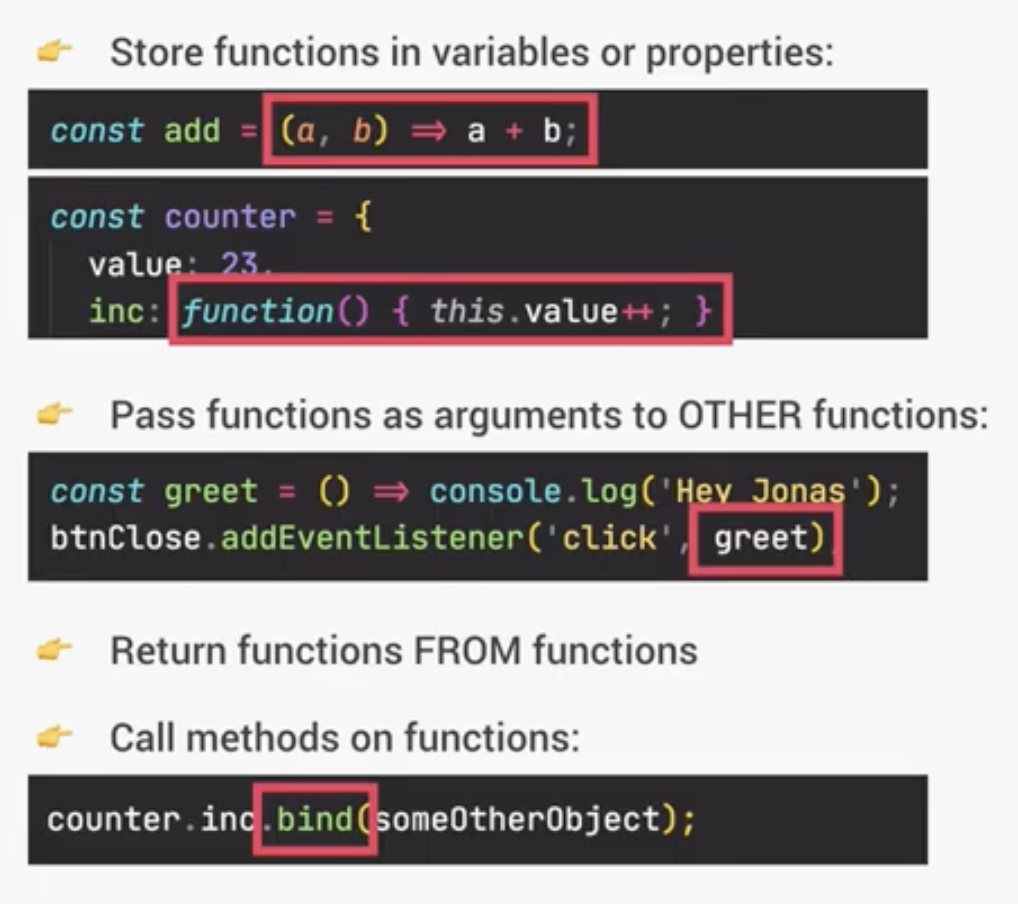 👉 Store functions in variables or properties:
const add = (a, b) => a + b;
const counter = {
value: 23,
inc: function() { this.value++; }
👉 Pass functions as arguments to OTHER functions:
const greet = () => console.log('Hey Jonas');
btnClose.addEventListener('click', greet)
👉 Return functions FROM functions
👉 Call methods on functions:
counter.inc.bind(someOtherObject);